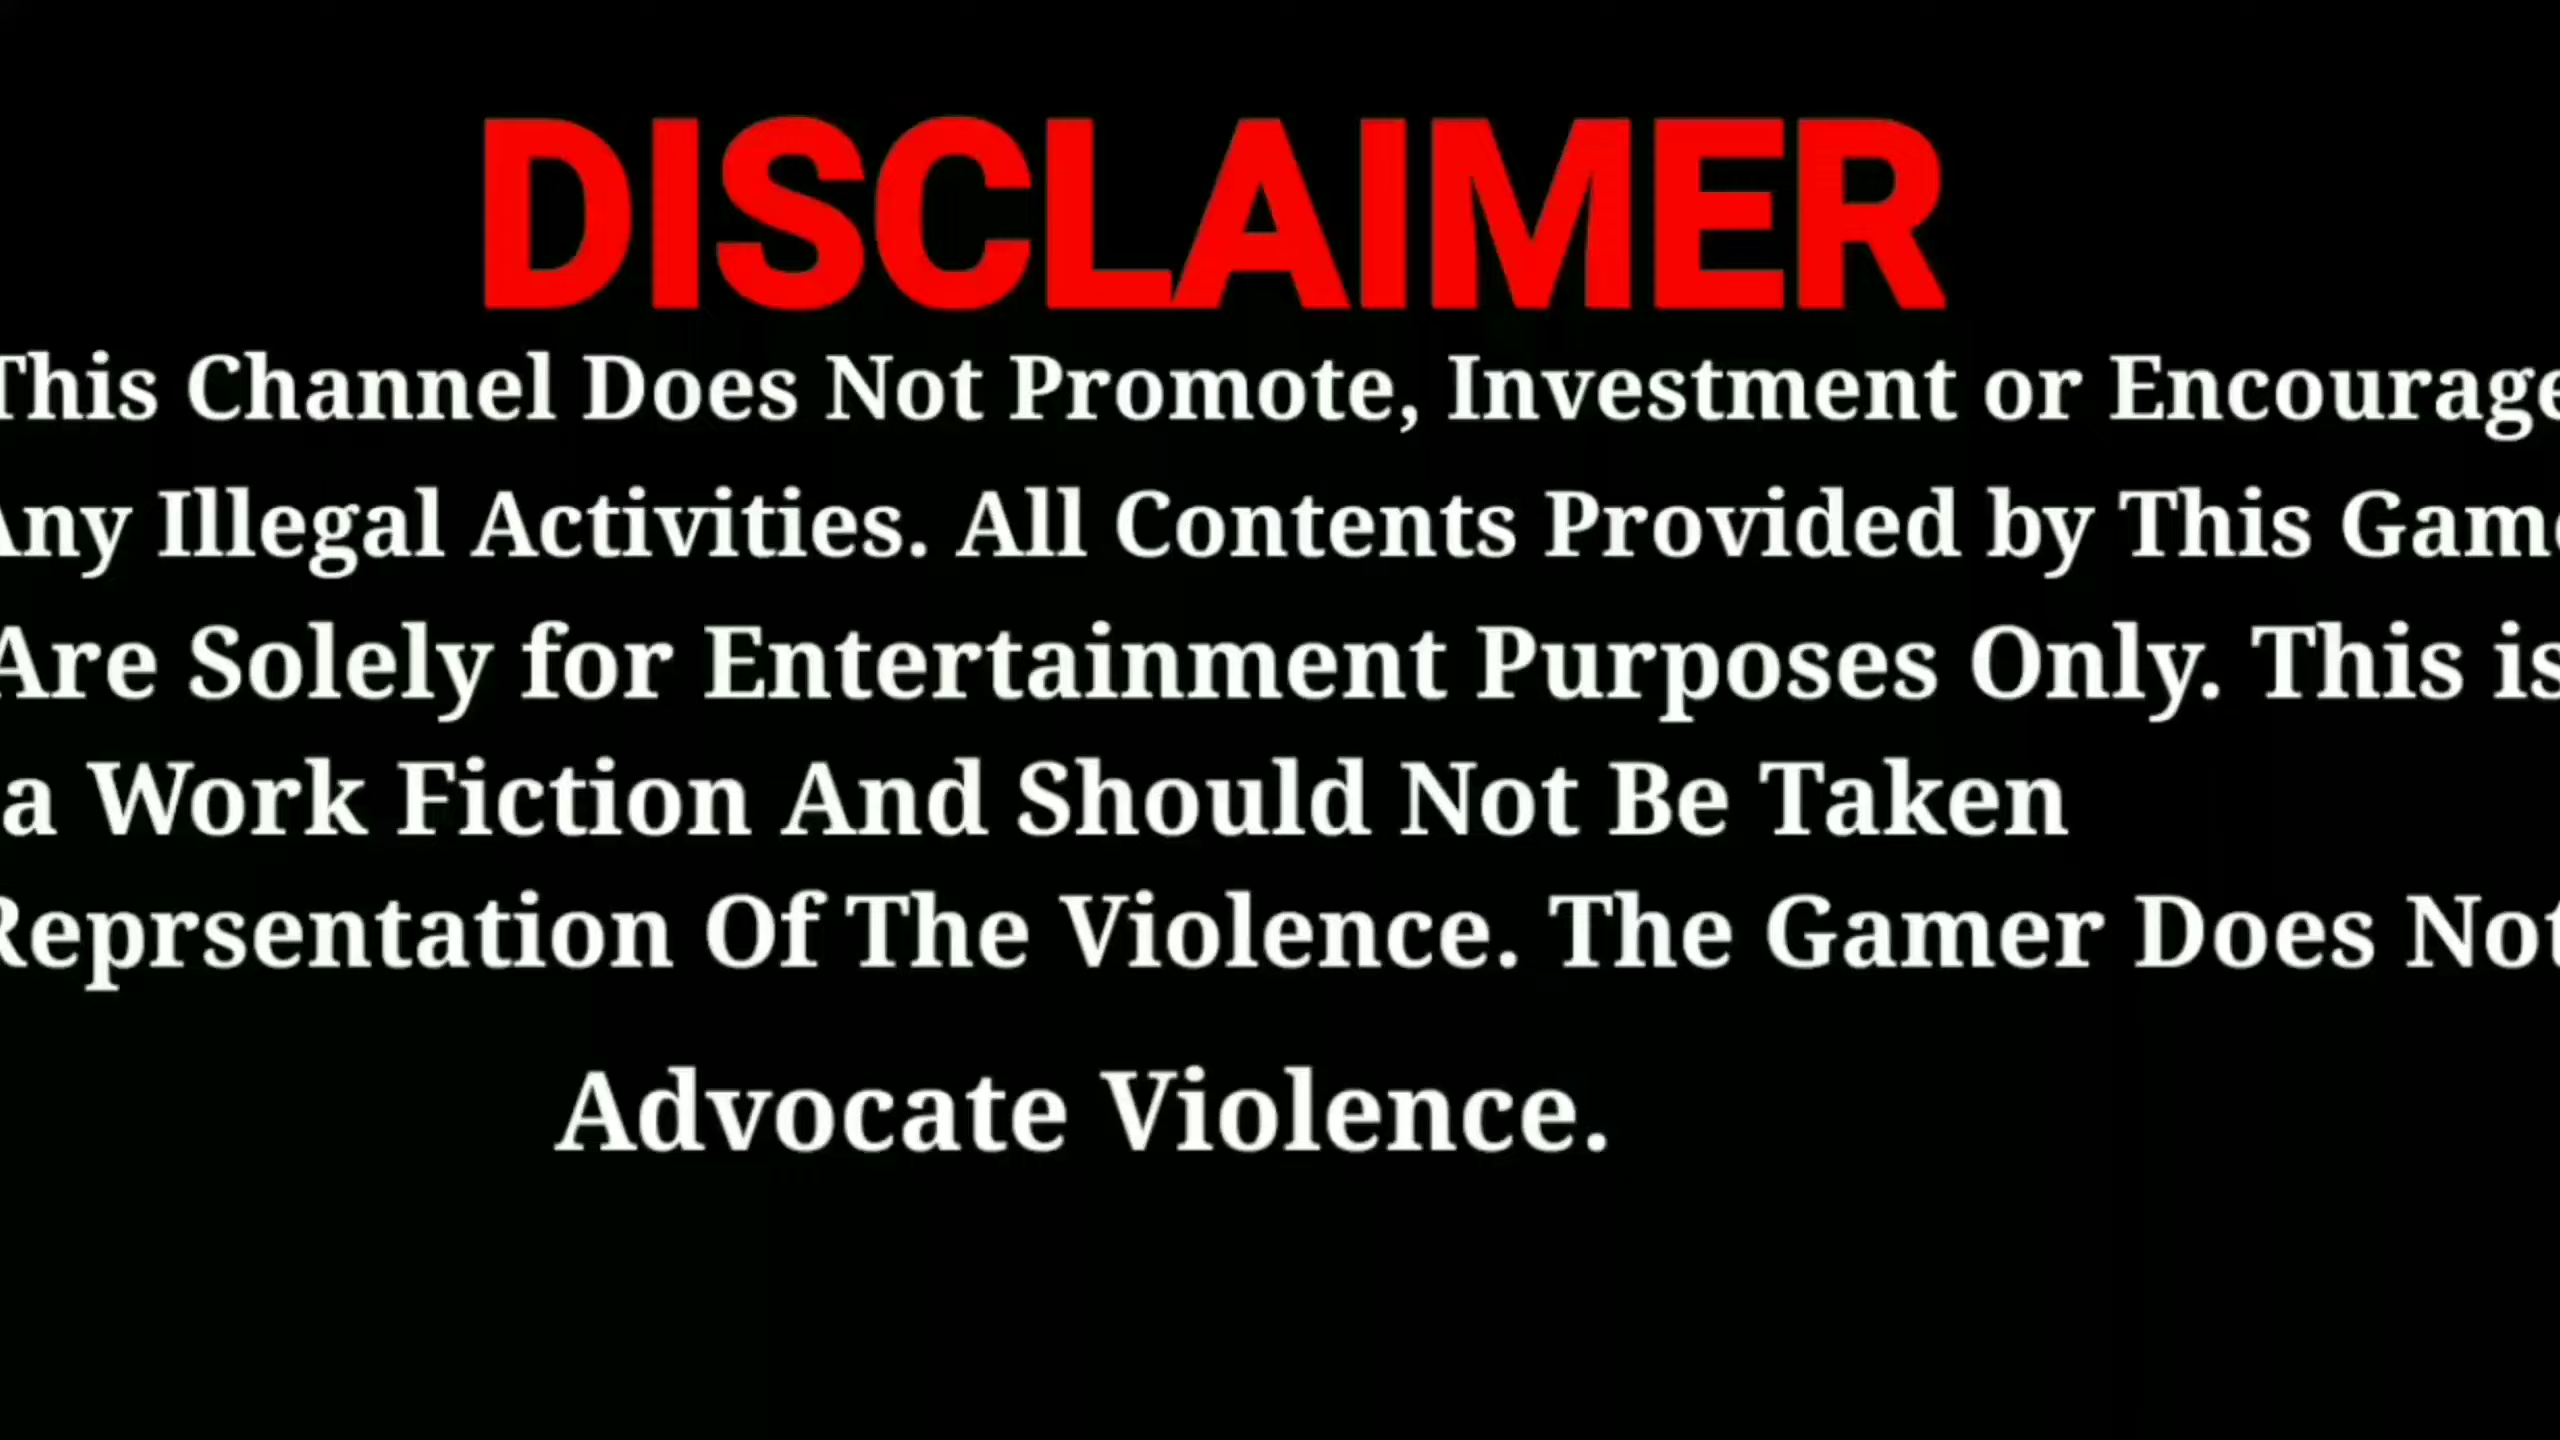 DISCLAIMER
This Channel Does Not Promote, Investment or Encourage
Any Illegal Activities. All Contents Provided by This Game
Are Solely for Entertainment Purposes Only. This is
a Work Fiction And Should Not Be Taken
Reprsentation Of The Violence. The Gamer Does Not
Advocate Violence.